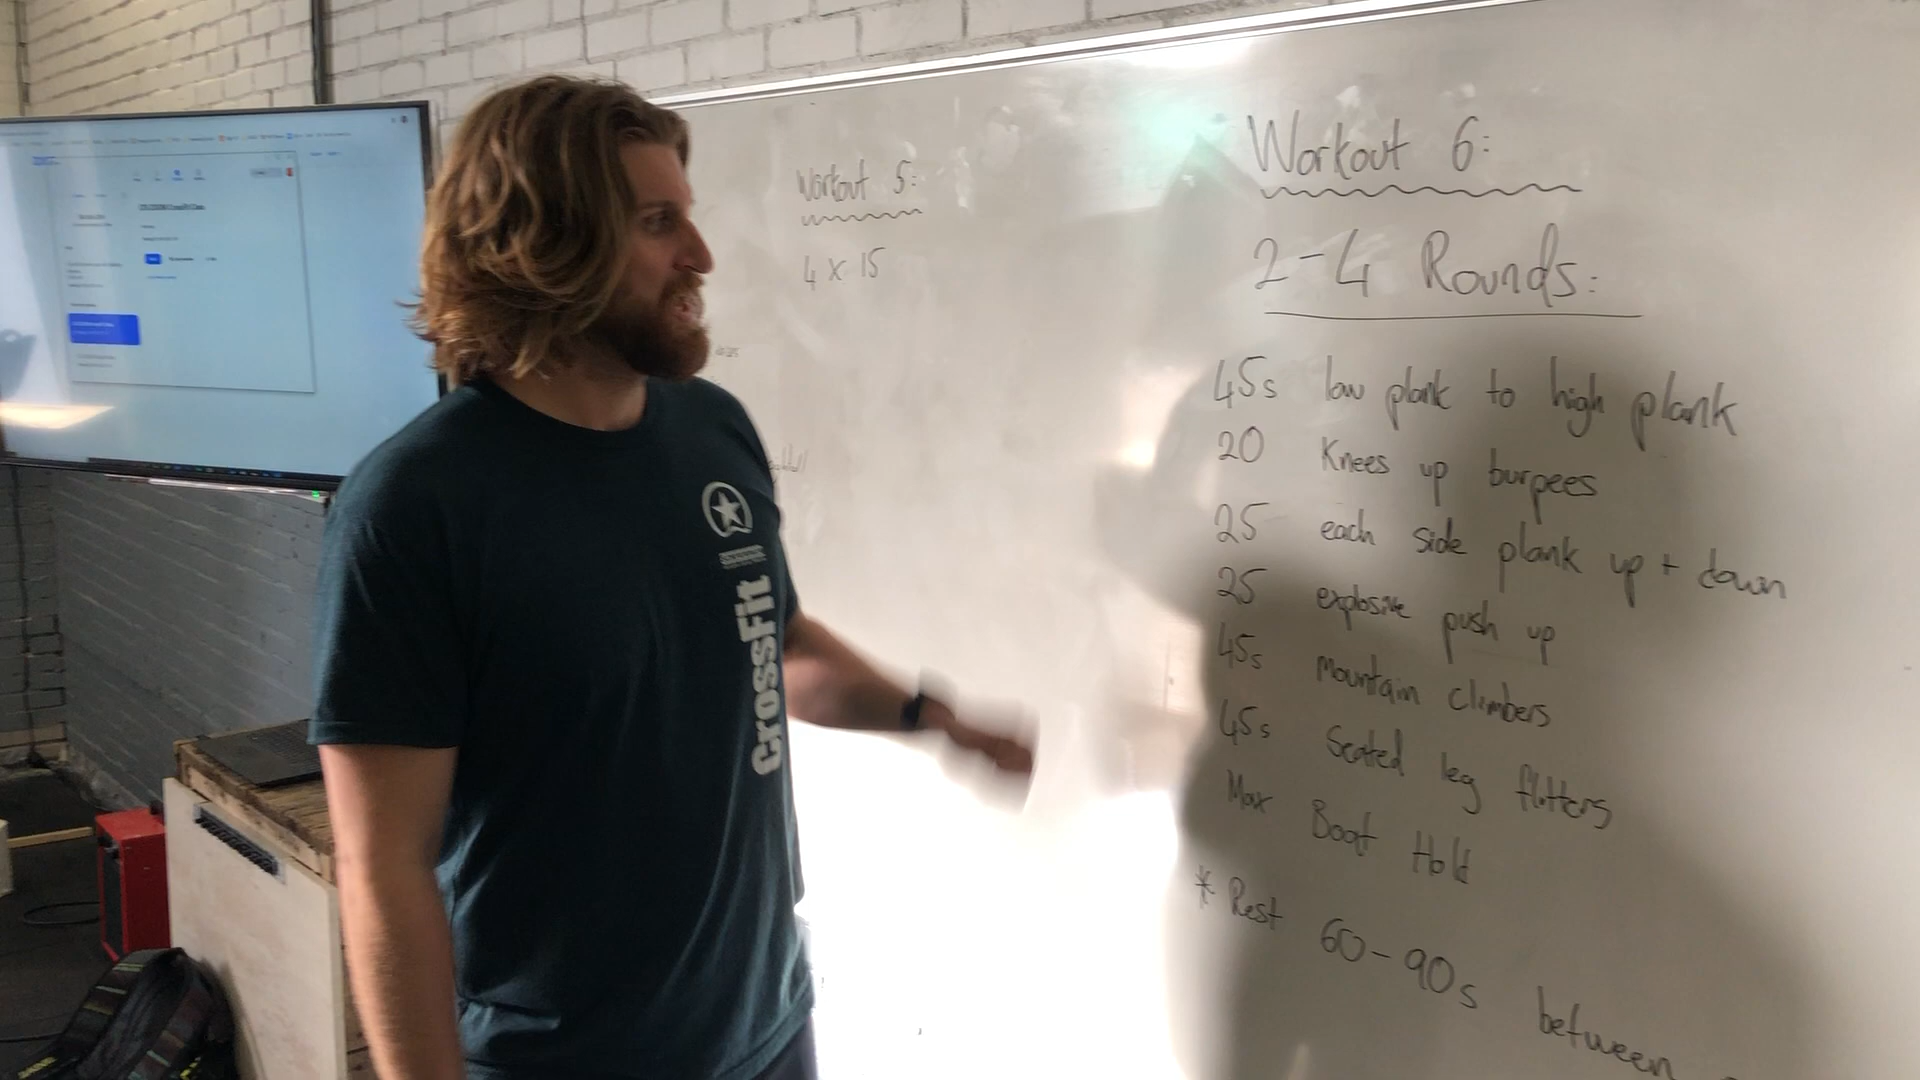 Workout 5:
4 x 15
Workout 6:
2-4 Rounds:
45s low plank to high plank
20 Knees up burpees
25 each side plank up + down
25 explosive push up
45s Mountain Climbers
45s Seated leg flutters
Max Boat Hold
* Rest 60-90s between
CrossFit